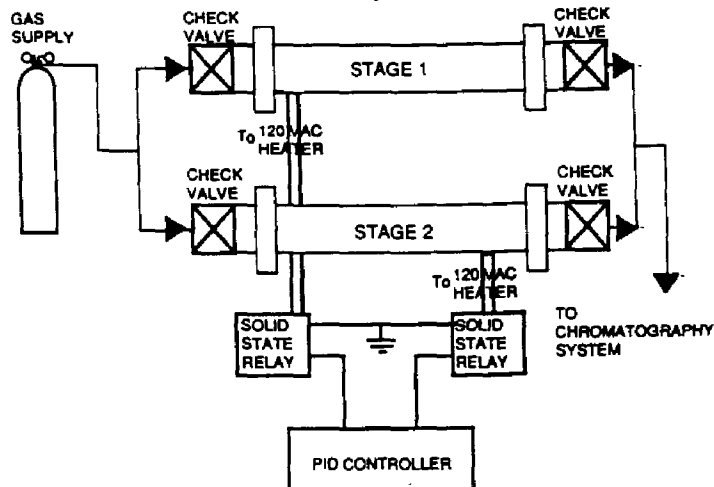 GAS
SUPPLY
CHECK
VALVE
STAGE 1
CHECK
VALVE
To 120 VAC
HEATER
CHECK
VALVE
STAGE 2
CHECK
VALVE
To 120 VAC
HEATER
SOLID
STATE
RELAY
SOLID
STATE
RELAY
TO
CHROMATOGRAPHY
SYSTEM
PID CONTROLLER